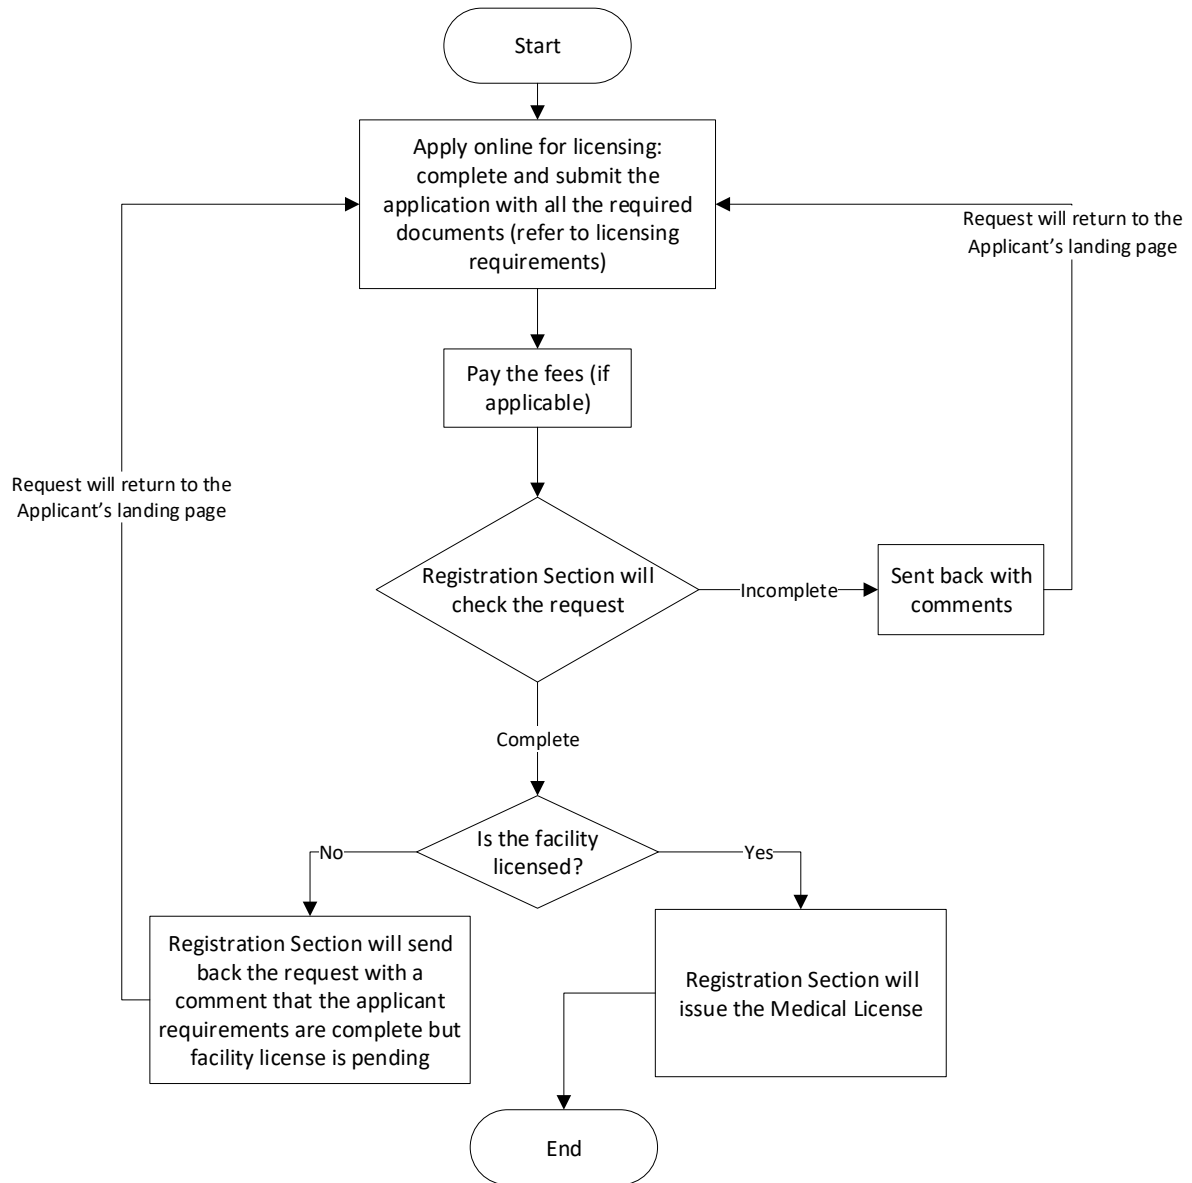 Start
Apply online for licensing:
complete and submit the
application with all the required
documents (refer to licensing
requirements)
Request will return to the
Applicant’s landing page
Pay the fees (if
applicable)
Request will return to the
Applicant’s landing page
Registration Section will
check the request
Incomplete
Sent back with
comments
Complete
Is the facility
licensed?
No
Yes
Registration Section will send
back the request with a
comment that the applicant
requirements are complete but
facility license is pending
Registration Section will
issue the Medical License
End